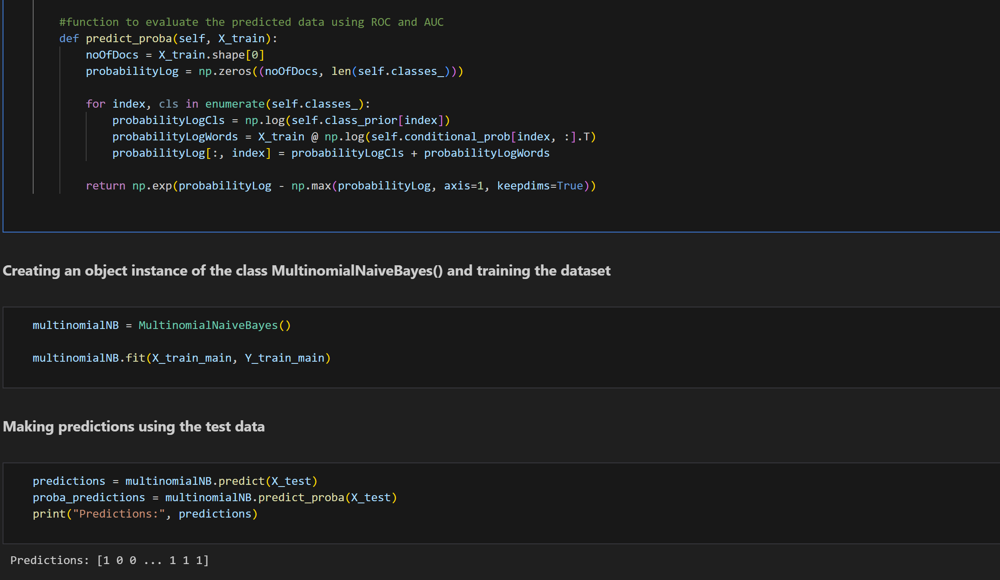 #function to evaluate the predicted data using ROC and AUC
def predict_proba(self, X_train):
noOfDocs = X_train.shape[0]
probabilityLog = np.zeros((noOfDocs, len(self.classes_)))
for index, cls in enumerate(self.classes_):
probabilityLogCls = np.log(self.class_prior[index])
probabilityLogWords = X_train @ np.log(self.conditional_prob[index, :].T)
probabilityLog[:, index] = probabilityLogCls + probabilityLogWords
return np.exp(probabilityLog - np.max(probabilityLog, axis=1, keepdims=True))
Creating an object instance of the class MultinomialNaiveBayes() and training the dataset
multinomialNB = MultinomialNaiveBayes()
multinomialNB.fit(X_train_main, Y_train_main)
Making predictions using the test data
predictions = multinomialNB.predict(X_test)
proba_predictions = multinomialNB.predict_proba(X_test)
print("Predictions:", predictions)
Predictions: [1 0 0 ... 1 1 1]